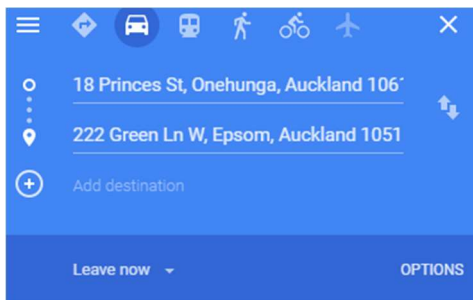 18 Princes St, Onehunga, Auckland 106
222 Green Ln W, Epsom, Auckland 1051
Add destination
Leave now
OPTIONS